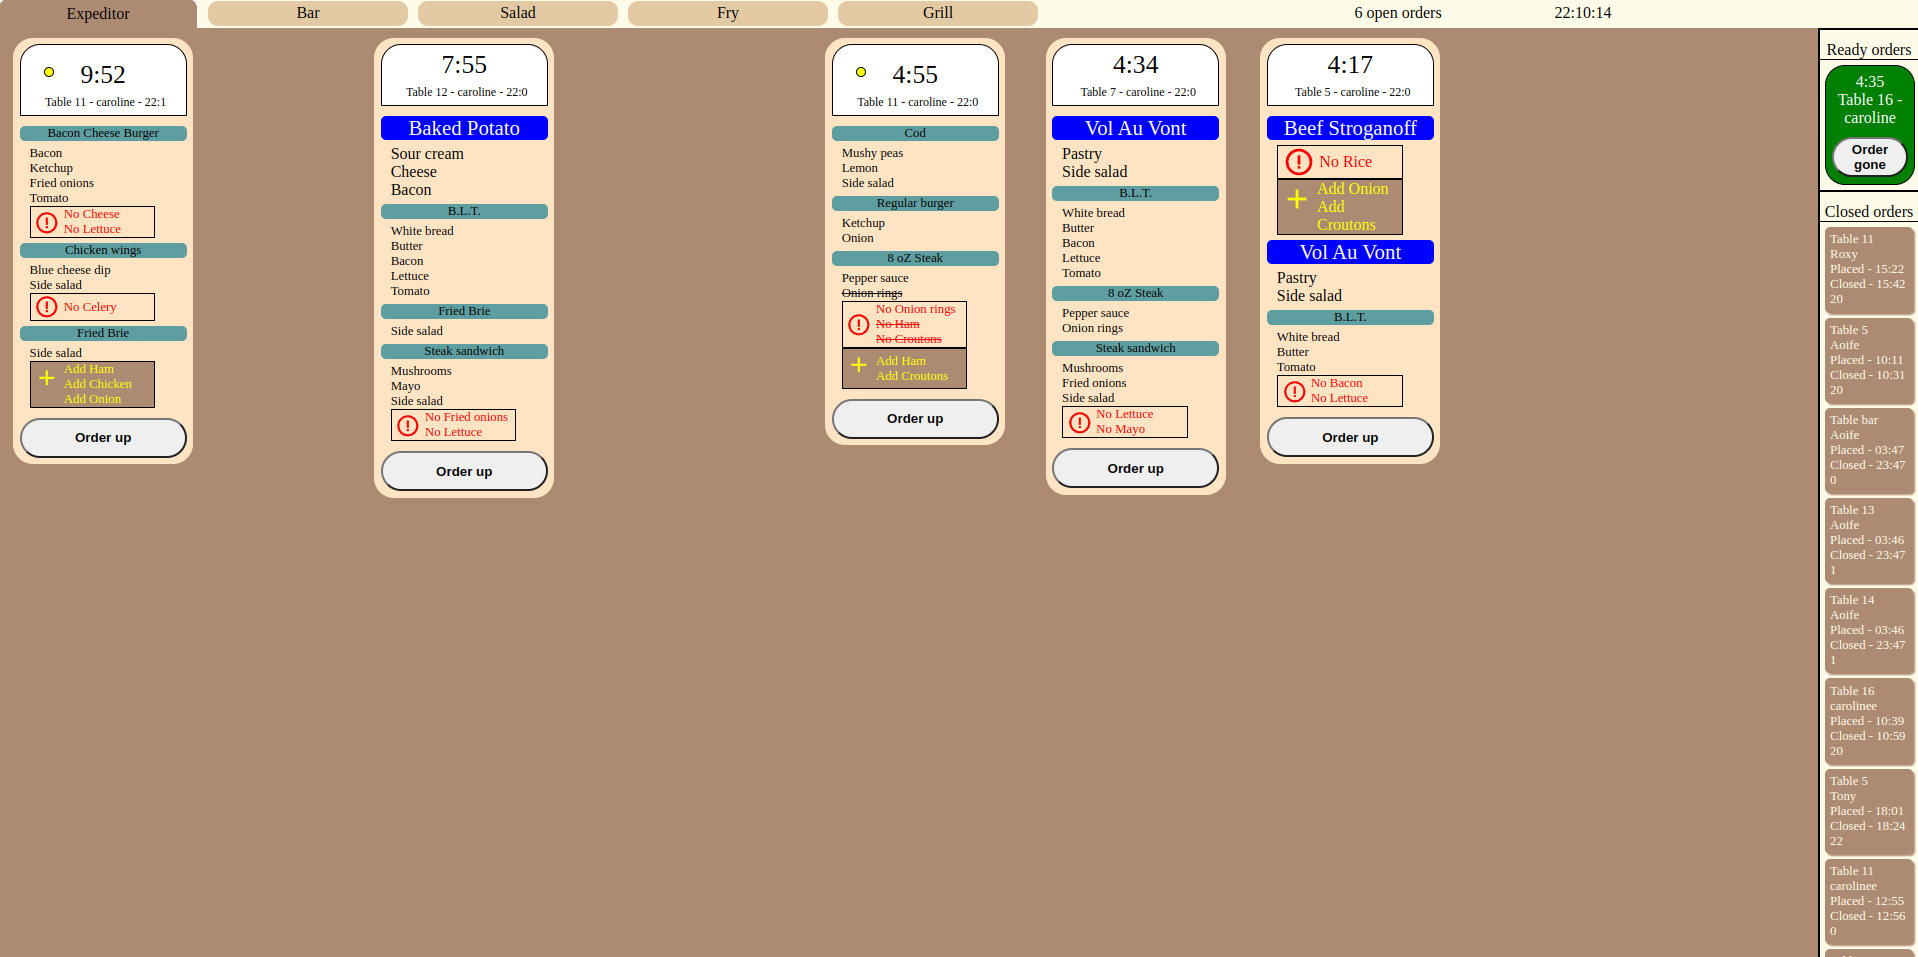 Expeditor
Bar
Salad
Fry
Grill
6 open orders
22:10:14
9:52
Table 11 - caroline - 22:1
Bacon Cheese Burger
Bacon
Ketchup
Fried onions
Tomato
No Cheese
No Lettuce
Chicken wings
Blue cheese dip
Side salad
No Celery
Fried Brie
Side salad
Add Ham
Add Chicken
Add Onion
Order up
7:55
Table 12 - caroline - 22:0
Baked Potato
Sour cream
Cheese
Bacon
B.L.T.
White bread
Butter
Bacon
Lettuce
Tomato
Fried Brie
Side salad
Steak sandwich
Mushrooms
Mayo
Side salad
No Fried onions
No Lettuce
Order up
4:55
Table 11 - caroline - 22:0
Cod
Mushy peas
Lemon
Side salad
Regular burger
Ketchup
Onion
8 oZ Steak
Pepper sauce
Onion rings
No Onion rings
No Ham
No Croutons
Add Ham
Add Croutons
Order up
4:34
Table 7 - caroline - 22:0
Vol Au Vont
Pastry
Side salad
B.L.T.
White bread
Butter
Bacon
Lettuce
Tomato
8 oZ Steak
Pepper sauce
Onion rings
Steak sandwich
Mushrooms
Fried onions
Side salad
No Lettuce
No Mayo
Order up
4:17
Table 5 - caroline - 22:0
Beef Stroganoff
No Rice
Add Onion
Add
Croutons
Vol Au Vont
Pastry
Side salad
B.L.T.
White bread
Butter
Tomato
No Bacon
No Lettuce
Order up
Ready orders
4:35
Table 16 -
caroline
Order
gone
Closed orders
Table 11
Roxy
Placed - 15:22
Closed - 15:42
20
Table 5
Aoife
Placed - 10:11
Closed - 10:31
20
Table bar
Aoife
Placed - 03:47
Closed - 23:47
0
Table 13
Aoife
Placed - 03:46
Closed - 23:47
1
Table 14
Aoife
Placed - 03:46
Closed - 23:47
1
Table 16
carolinee
Placed - 10:39
Closed - 10:59
20
Table 5
Tony
Placed - 18:01
Closed - 18:24
22
Table 11
carolinee
Placed - 12:55
Closed - 12:56
0